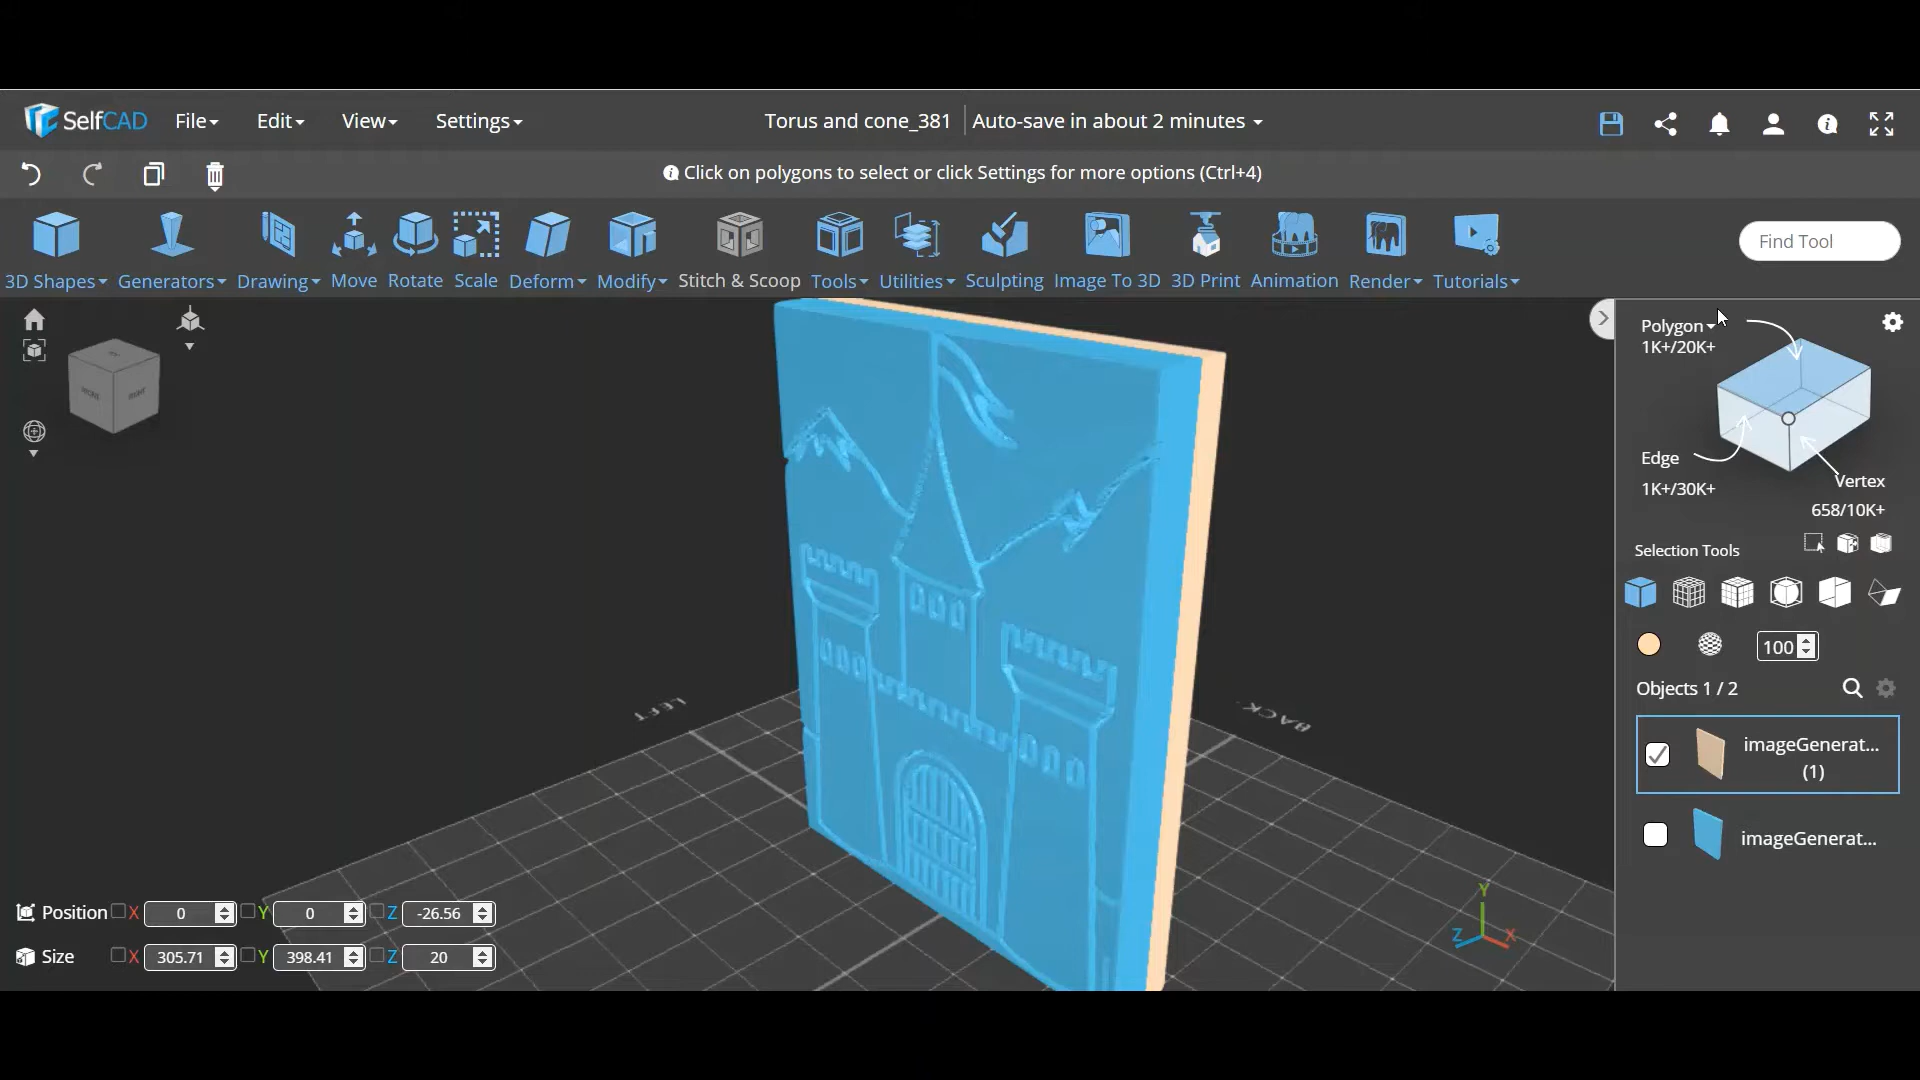 SelfCAD File Edit View Settings Torus and cone_381 Auto-save in about 2 minutes
Click on polygons to select or click Settings for more options (Ctrl+4)
3D Shapes Generators Drawing Move Rotate Scale Deform Modify Stitch & Scoop Tools Utilities Sculpting Image To 3D 3D Print Animation Render Tutorials Find Tool
Polygon
1K+/20K+
Edge
1K+/30K+
Vertex
658/10K+
Selection Tools
100
Objects 1 / 2
imageGenerat...
(1)
imageGenerat...
RIGHT
LEFT
BACK
Position X 0 Y 0 Z -26.56
Size X 305.71 Y 398.41 Z 20
Y
Z
X